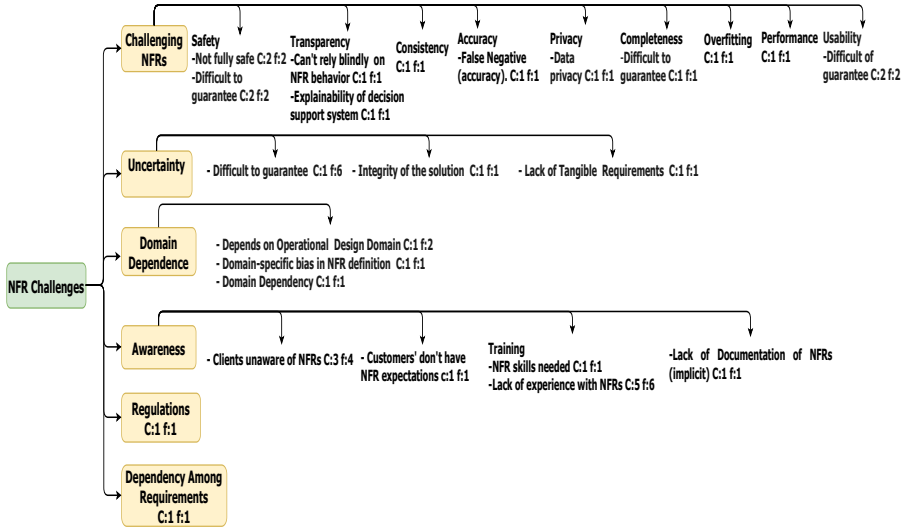 NFR Challenges
Challenging
NFRs
Safety
-Not fully safe C:2 f:2
-Difficult to
guarantee C:2 f:2
Transparency
-Can't rely blindly on
NFR behavior C:1 f:1
-Explainability of decision
support system C:1 f:1
Consistency
C:1 f:1
Accuracy
-False Negative
(accuracy). C:1 f:1
Privacy
-Data
privacy C:1 f:1
Completeness
-Difficult to
guarantee C:1 f:1
Overfitting
C:1 f:1
Performance
C:1 f:1
Usability
-Difficult of
guarantee C:2 f:2
Uncertainty
- Difficult to guarantee C:1 f:6
- Integrity of the solution C:1 f:1
- Lack of Tangible Requirements C:1 f:1
Domain
Dependence
- Depends on Operational Design Domain C:1 f:2
- Domain-specific bias in NFR definition C:1 f:1
- Domain Dependency C:1 f:1
Awareness
- Clients unaware of NFRs C:3 f:4
- Customers' don't have
NFR expectations c:1 f:1
Training
-NFR skills needed C:1 f:1
-Lack of experience with NFRs C:5 f:6
-Lack of Documentation of NFRs
(implicit) C:1 f:1
Regulations
C:1 f:1
Dependency Among
Requirements
C:1 f:1